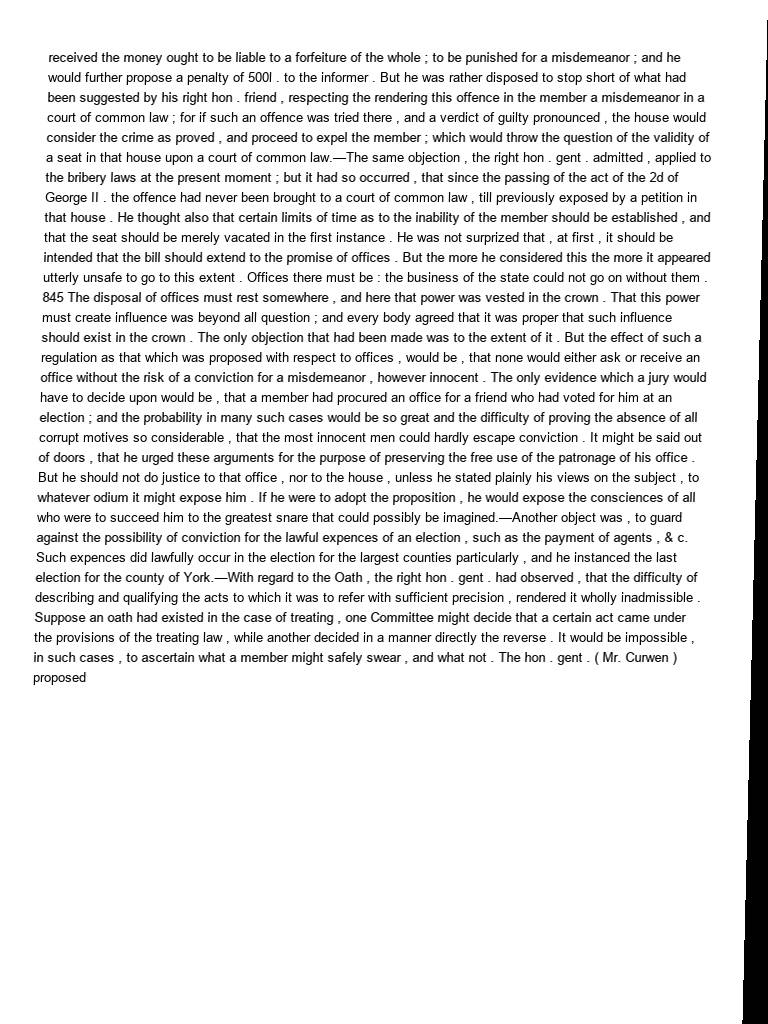 received the money ought to be liable to a forfeiture of the whole ; to be punished for a misdemeanor ; and he
would further propose a penalty of 500l . to the informer . But he was rather disposed to stop short of what had
been suggested by his right hon . friend , respecting the rendering this offence in the member a misdemeanor in a
court of common law ; for if such an offence was tried there , and a verdict of guilty pronounced , the house would
consider the crime as proved , and proceed to expel the member ; which would throw the question of the validity of
a seat in that house upon a court of common law.—The same objection , the right hon . gent . admitted , applied to
the bribery laws at the present moment ; but it had so occurred , that since the passing of the act of the 2d of
George II . the offence had never been brought to a court of common law , till previously exposed by a petition in
that house . He thought also that certain limits of time as to the inability of the member should be established , and
that the seat should be merely vacated in the first instance . He was not surprized that , at first , it should be
intended that the bill should extend to the promise of offices . But the more he considered this the more it appeared
utterly unsafe to go to this extent . Offices there must be : the business of the state could not go on without them .
845 The disposal of offices must rest somewhere , and here that power was vested in the crown . That this power
must create influence was beyond all question ; and every body agreed that it was proper that such influence
should exist in the crown . The only objection that had been made was to the extent of it . But the effect of such a
regulation as that which was proposed with respect to offices , would be , that none would either ask or receive an
office without the risk of a conviction for a misdemeanor , however innocent . The only evidence which a jury would
have to decide upon would be , that a member had procured an office for a friend who had voted for him at an
election ; and the probability in many such cases would be so great and the difficulty of proving the absence of all
corrupt motives so considerable , that the most innocent men could hardly escape conviction . It might be said out
of doors , that he urged these arguments for the purpose of preserving the free use of the patronage of his office .
But he should not do justice to that office , nor to the house , unless he stated plainly his views on the subject , to
whatever odium it might expose him . If he were to adopt the proposition , he would expose the consciences of all
who were to succeed him to the greatest snare that could possibly be imagined.—Another object was , to guard
against the possibility of conviction for the lawful expences of an election , such as the payment of agents , & c.
Such expences did lawfully occur in the election for the largest counties particularly , and he instanced the last
election for the county of York.—With regard to the Oath , the right hon . gent . had observed , that the difficulty of
describing and qualifying the acts to which it was to refer with sufficient precision , rendered it wholly inadmissible .
Suppose an oath had existed in the case of treating , one Committee might decide that a certain act came under
the provisions of the treating law , while another decided in a manner directly the reverse . It would be impossible ,
in such cases , to ascertain what a member might safely swear , and what not . The hon . gent . ( Mr. Curwen )
proposed